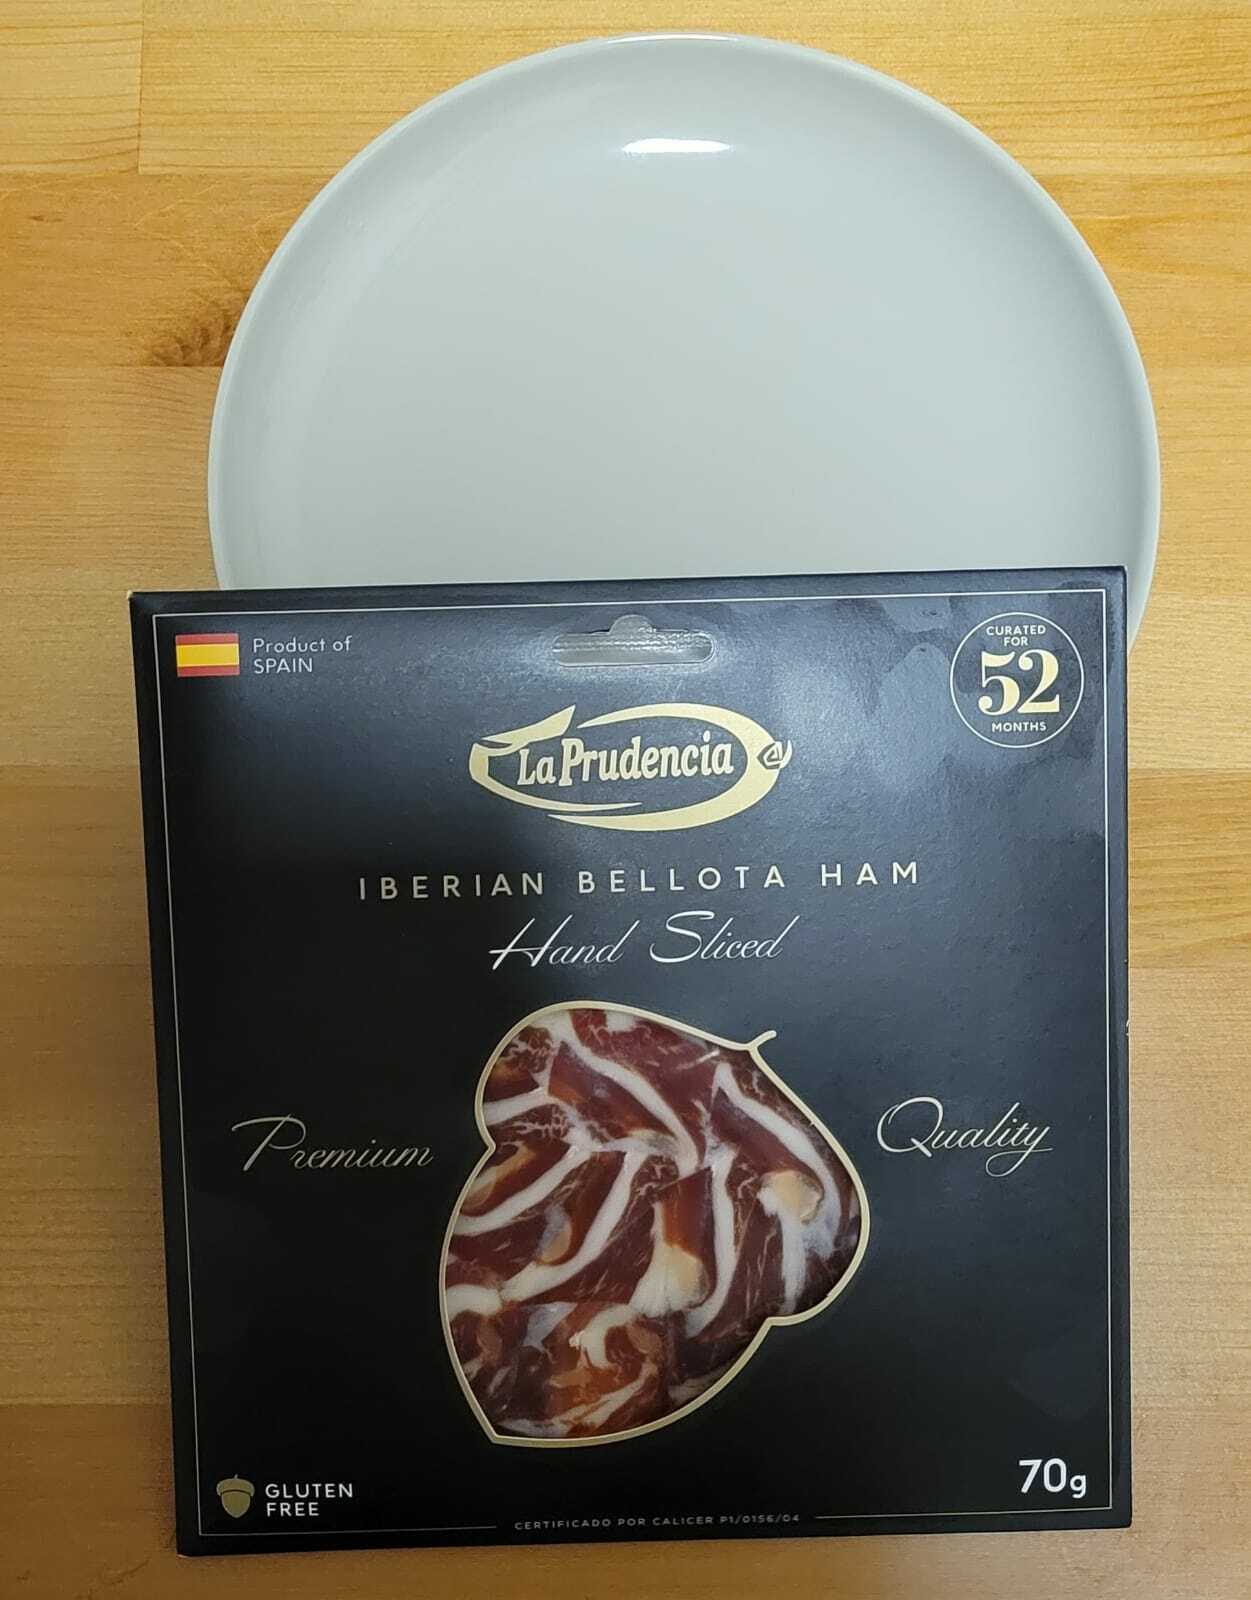 Product of
SPAIN
CURATED
FOR
52
MONTHS
La Prudencia
IBERIAN BELLOTA HAM
Hand Sliced
Premium
Quality
GLUTEN
FREE
70g
CERTIFICADO POR CALICER P1/0156/04